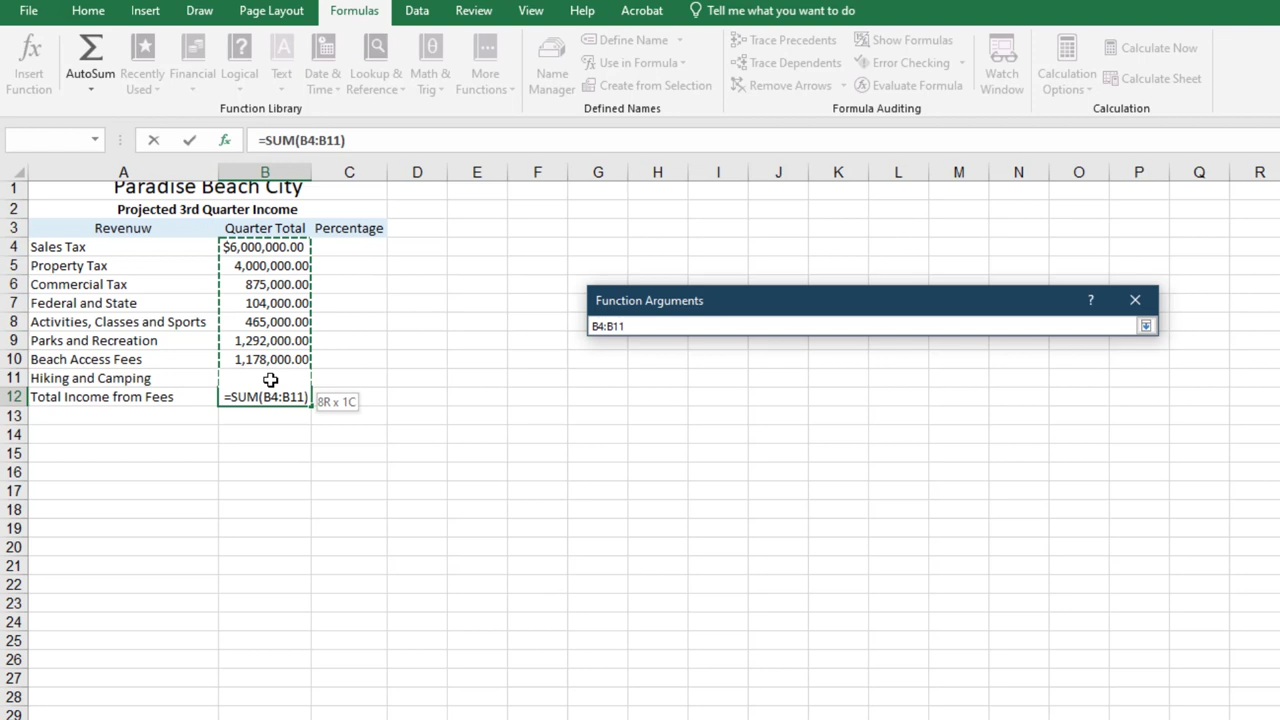 File Home Insert Draw Page Layout Formulas Data Review View Help Acrobat Tell me what you want to do
fx Insert Function
AutoSum
Recently Used
Financial
Logical
Text
Date & Time
Lookup & Reference
Math & Trig
More Functions
Function Library
Name Manager
Define Name
Use in Formula
Create from Selection
Defined Names
Trace Precedents
Trace Dependents
Remove Arrows
Show Formulas
Error Checking
Evaluate Formula
Formula Auditing
Watch Window
Calculation Options
Calculate Now
Calculate Sheet
Calculation
fx =SUM(B4:B11)
A B C D E F G H I J K L M N O P Q R
1 Paradise Beach City
2 Projected 3rd Quarter Income
3 Revenuw Quarter Total Percentage
4 Sales Tax $6,000,000.00
5 Property Tax 4,000,000.00
6 Commercial Tax 875,000.00
7 Federal and State 104,000.00
8 Activities, Classes and Sports 465,000.00
9 Parks and Recreation 1,292,000.00
10 Beach Access Fees 1,178,000.00
11 Hiking and Camping
12 Total Income from Fees =SUM(B4:B11) 8R x 1C
13
14
15
16
17
18
19
20
21
22
23
24
25
26
27
28
29
Function Arguments ?
B4:B11